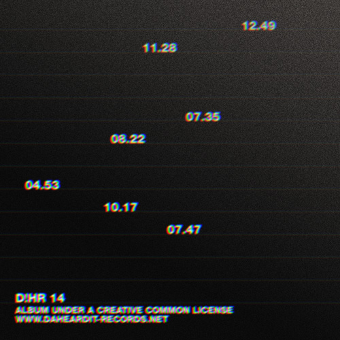 12.49
11.28
07.35
08.22
04.53
10.17
07.47
D!HR 14
ALBUM UNDER A CREATIVE COMMON LICENSE
WWW.DAHEARDIT-RECORDS.NET